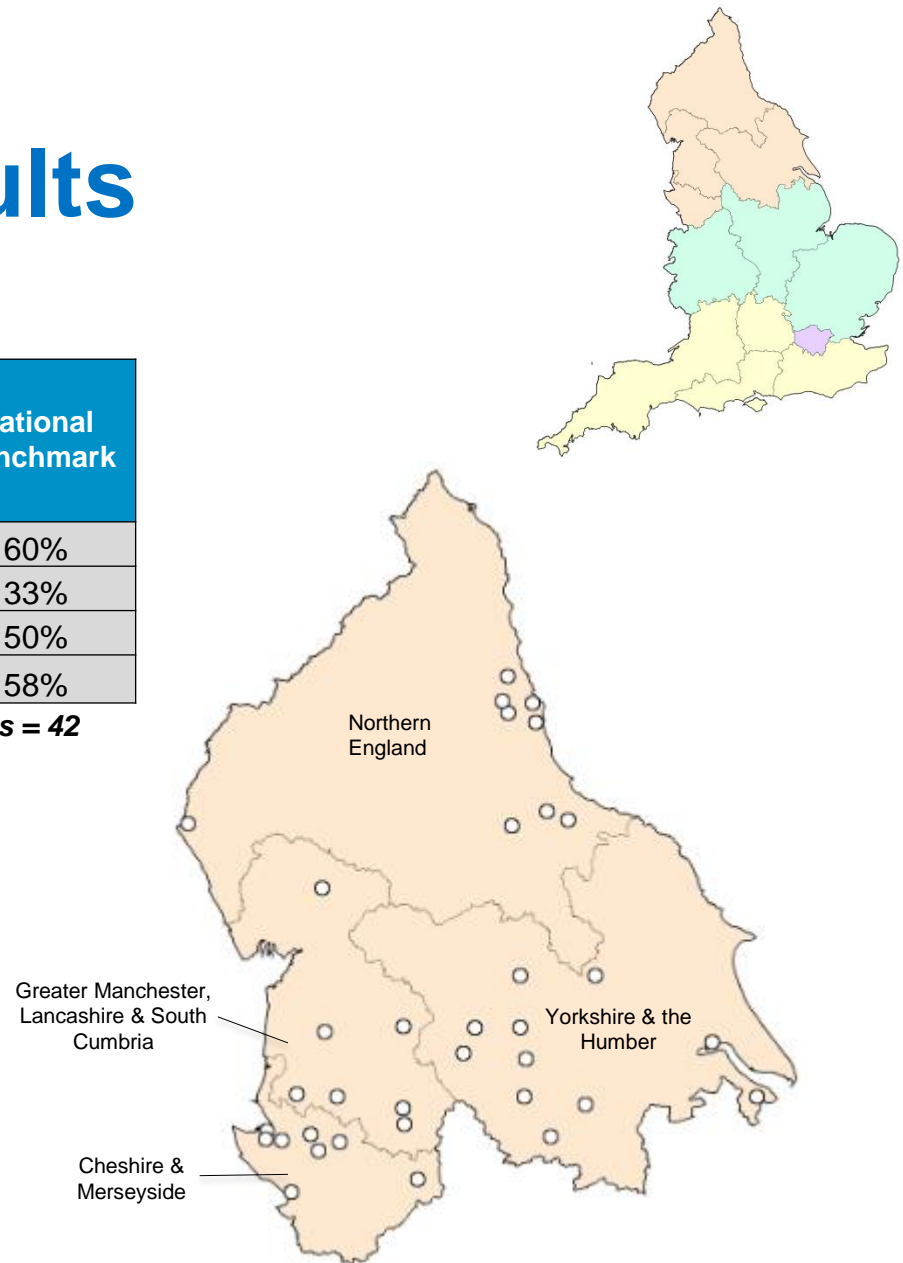 ults
ational
nchmark
60%
33%
50%
58%
s = 42
Northern
England
Greater Manchester,
Lancashire & South
Cumbria
Yorkshire & the
Humber
Cheshire &
Merseyside